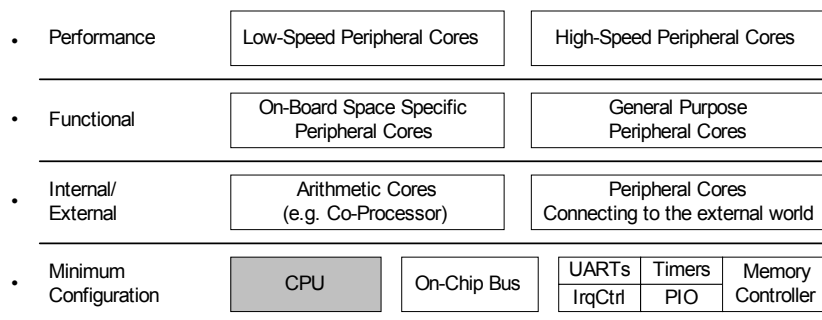 • Performance
Low-Speed Peripheral Cores
High-Speed Peripheral Cores
• Functional
On-Board Space Specific
Peripheral Cores
General Purpose
Peripheral Cores
• Internal/
External
Arithmetic Cores
(e.g. Co-Processor)
Peripheral Cores
Connecting to the external world
• Minimum
Configuration
CPU
On-Chip Bus
UARTs
Timers
IrqCtrl
PIO
Memory
Controller